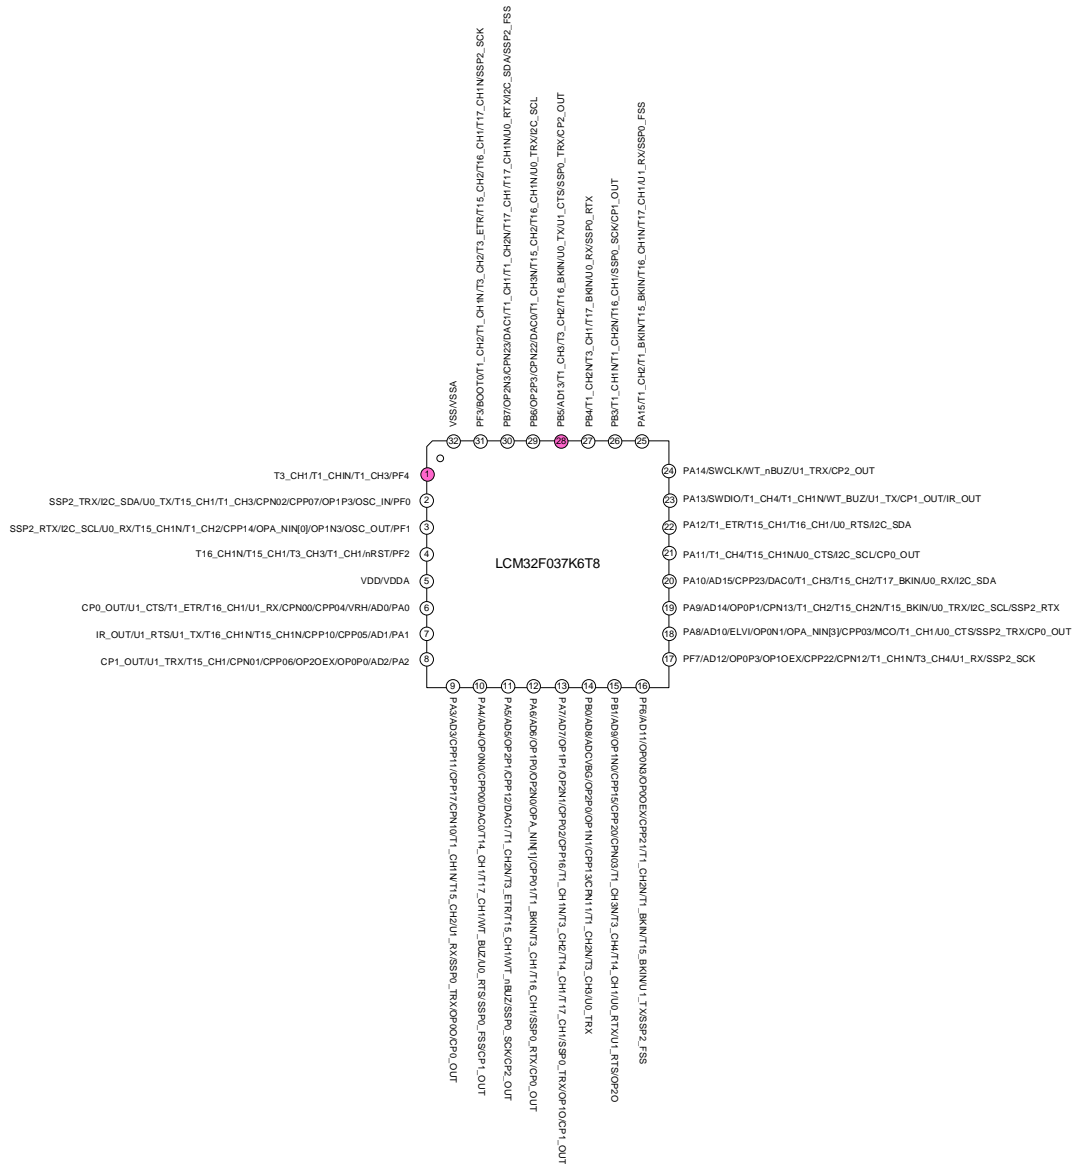 PF3/BOOT0/T1_CH2/T1_CH1N/T3_CH2/T3_ETR/T15_CH2/T16_CH1/T17_CH1N/SSP2_SCK
PB7/OP2N3/CPN23/DAC1/T1_CH1/T1_CH2N/T17_CH1/T17_CH1N/U0_RTX/I2C_SDA/SSP2_FSS
PB6/OP2P3/CPN22/DAC0/T1_CH3N/T15_CH2/T16_CH1N/U0_TRX/I2C_SCL
PB5/AD13/T1_CH3/T3_CH2/T16_BKIN/U0_TX/U1_CTS/SSP0_TRX/CP2_OUT
PB4/T1_CH2N/T3_CH1/T17_BKIN/U0_RX/SSP0_RTX
PB3/T1_CH1N/T1_CH2N/T16_CH1/SSP0_SCK/CP1_OUT
PA15/T1_CH2/T1_BKIN/T15_BKIN/T16_CH1N/T17_CH1/U1_RX/SSP0_FSS
VSS/VSSA
32 31 30 29 28 27 26 25
T3_CH1/T1_CHIN/T1_CH3/PF4 1
SSP2_TRX/I2C_SDA/U0_TX/T15_CH1/T1_CH3/CPN02/CPP07/OP1P3/OSC_IN/PF0 2
SSP2_RTX/I2C_SCL/U0_RX/T15_CH1N/T1_CH2/CPP14/OPA_NIN[0]/OP1N3/OSC_OUT/PF1 3
T16_CH1N/T15_CH1/T3_CH3/T1_CH1/nRST/PF2 4
VDD/VDDA 5
CP0_OUT/U1_CTS/T1_ETR/T16_CH1/U1_RX/CPN00/CPP04/VRH/AD0/PA0 6
IR_OUT/U1_RTS/U1_TX/T16_CH1N/T15_CH1N/CPP10/CPP05/AD1/PA1 7
CP1_OUT/U1_TRX/T15_CH1/CPN01/CPP06/OP2OEX/OP0P0/AD2/PA2 8
LCM32F037K6T8
24 PA14/SWCLK/WT_nBUZ/U1_TRX/CP2_OUT
23 PA13/SWDIO/T1_CH4/T1_CH1N/WT_BUZ/U1_TX/CP1_OUT/IR_OUT
22 PA12/T1_ETR/T15_CH1/T16_CH1/U0_RTS/I2C_SDA
21 PA11/T1_CH4/T15_CH1N/U0_CTS/I2C_SCL/CP0_OUT
20 PA10/AD15/CPP23/DAC0/T1_CH3/T15_CH2/T17_BKIN/U0_RX/I2C_SDA
19 PA9/AD14/OP0P1/CPN13/T1_CH2/T15_CH2N/T15_BKIN/U0_TRX/I2C_SCL/SSP2_RTX
18 PA8/AD10/ELVI/OP0N1/OPA_NIN[3]/CPP03/MCO/T1_CH1/U0_CTS/SSP2_TRX/CP0_OUT
17 PF7/AD12/OP0P3/OP1OEX/CPP22/CPN12/T1_CH1N/T3_CH4/U1_RX/SSP2_SCK
9 10 11 12 13 14 15 16
PA3/AD3/CPP11/CPP17/CPN10/T1_CH1N/T15_CH2/U1_RX/SSP0_TRX/OP0O/CP0_OUT
PA4/AD4/OP0N0/CPP00/DAC0/T14_CH1/T17_CH1/WT_BUZ/U0_RTS/SSP0_FSS/CP1_OUT
PA5/AD5/OP2P1/CPP12/DAC1/T1_CH2N/T3_ETR/T15_CH1/WT_nBUZ/SSP0_SCK/CP2_OUT
PA6/AD6/OP1P0/OP2N0/OPA_NIN[1]/CPP01/T1_BKIN/T3_CH1/T16_CH1/SSP0_RTX/CP0_OUT
PA7/AD7/OP1P1/OP2N1/CPP02/CPP16/T1_CH1N/T3_CH2/T14_CH1/T17_CH1/SSP0_TRX/OP1O/CP1_OUT
PB0/AD8/ADCVBG/OP2P0/OP1N1/CPP13/CPN11/T1_CH2N/T3_CH3/U0_TRX
PB1/AD9/OP1N0/CPP15/CPP20/CPN03/T1_CH3N/T3_CH4/T14_CH1/U0_RTX/U1_RTS/OP2O
PF6/AD11/OP0N3/OP0OEX/CPP21/T1_CH2N/T1_BKIN/T15_BKIN/U1_TX/SSP2_FSS